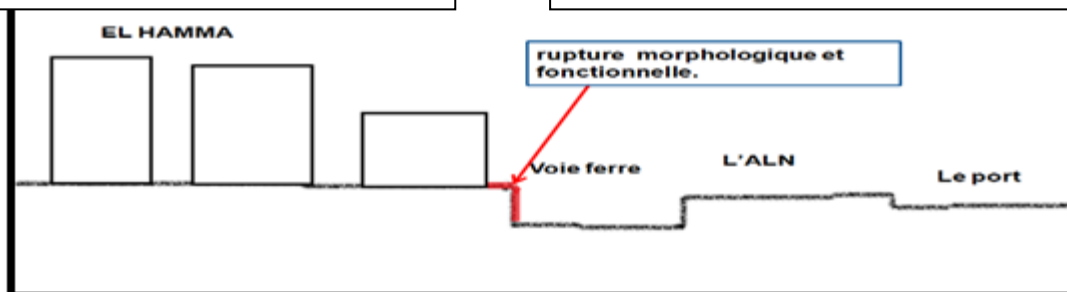 EL HAMMA
rupture morphologique et
fonctionnelle.
Voie ferre
L'ALN
Le port